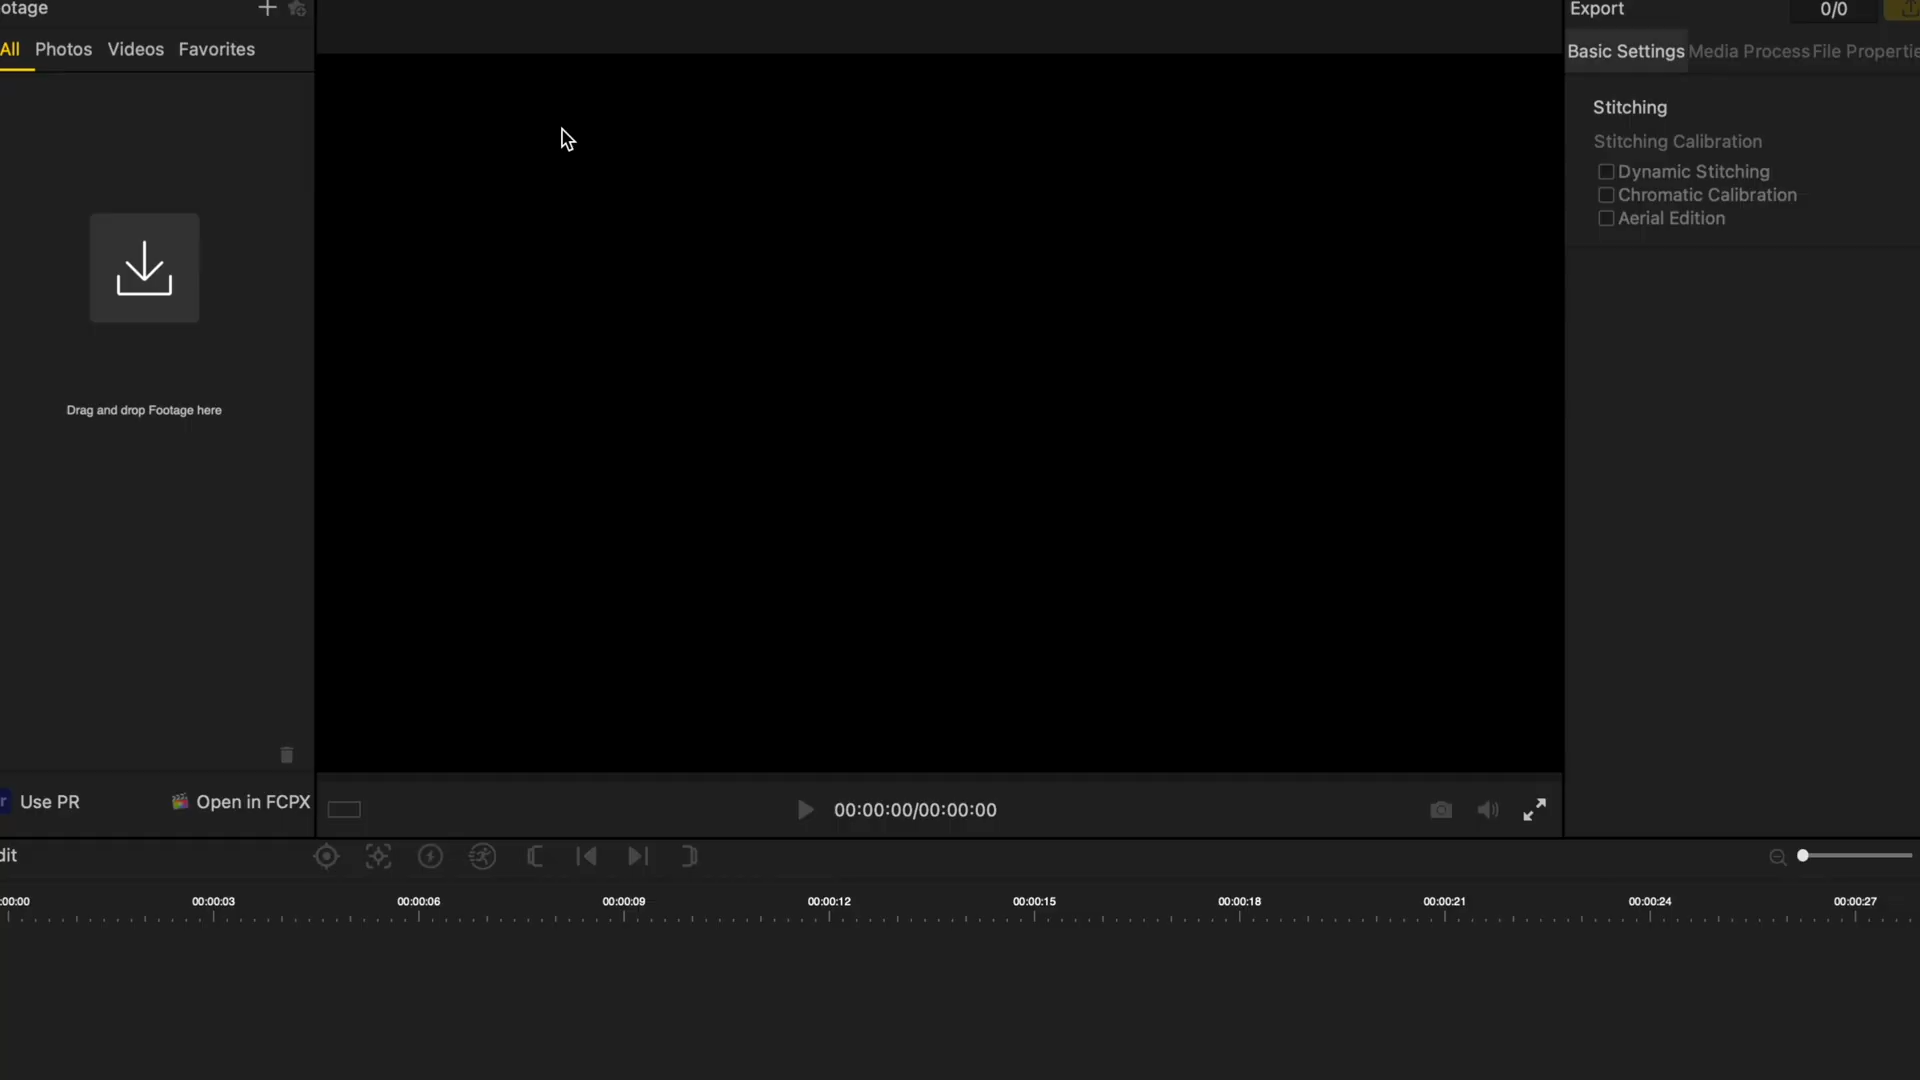 otage
All Photos Videos Favorites
Drag and drop Footage here
r Use PR Open in FCPX
00:00:00/00:00:00
Export 0/0
Basic Settings Media Process File Propertie
Stitching
Stitching Calibration
Dynamic Stitching
Chromatic Calibration
Aerial Edition
dit
:00:00 00:00:03 00:00:06 00:00:09 00:00:12 00:00:15 00:00:18 00:00:21 00:00:24 00:00:27